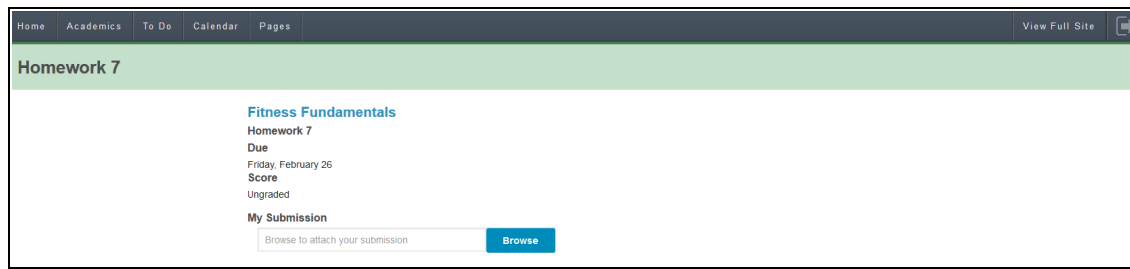 Home Academics To Do Calendar Pages View Full Site
Homework 7
Fitness Fundamentals
Homework 7
Due
Friday, February 26
Score
Ungraded
My Submission
Browse to attach your submission Browse